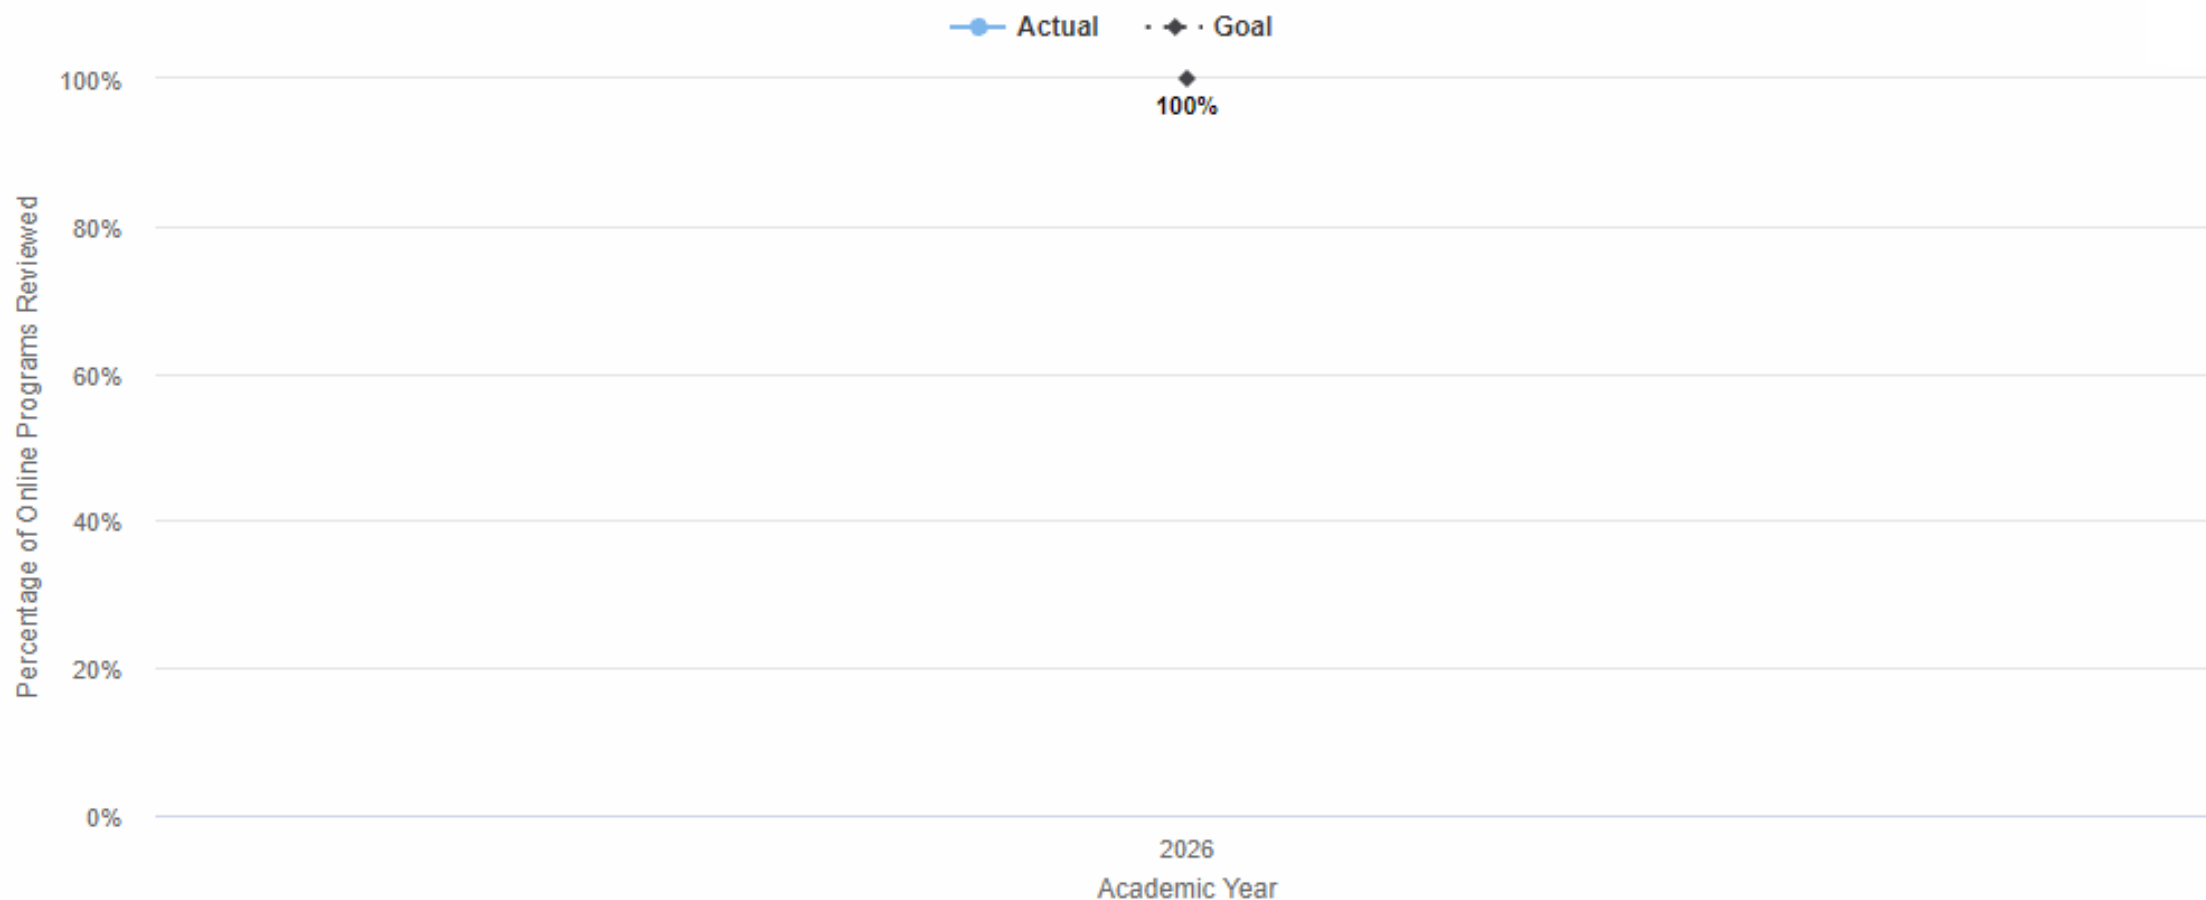 Actual Goal
100%
100%
80%
60%
40%
20%
0%
Percentage of Online Programs Reviewed
2026
Academic Year